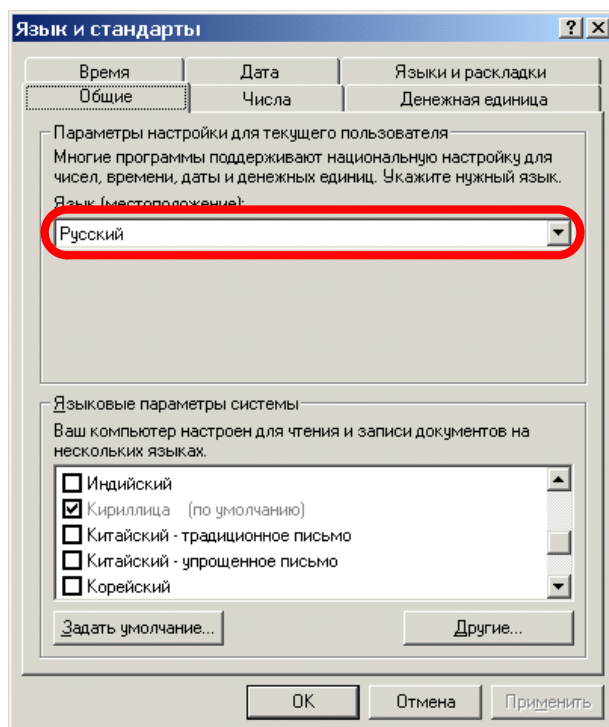 Язык и стандарты
Время Дата Языки и раскладки
Общие Числа Денежная единица
Параметры настройки для текущего пользователя
Многие программы поддерживают национальную настройку для
чисел, времени, даты и денежных единиц. Укажите нужный язык.
Язык (местоположение):
Русский
Языковые параметры системы
Ваш компьютер настроен для чтения и записи документов на
нескольких языках.
Индийский
Кириллица (по умолчанию)
Китайский - традиционное письмо
Китайский - упрощенное письмо
Корейский
Задать умолчание... Другие...
OK Отмена Применить